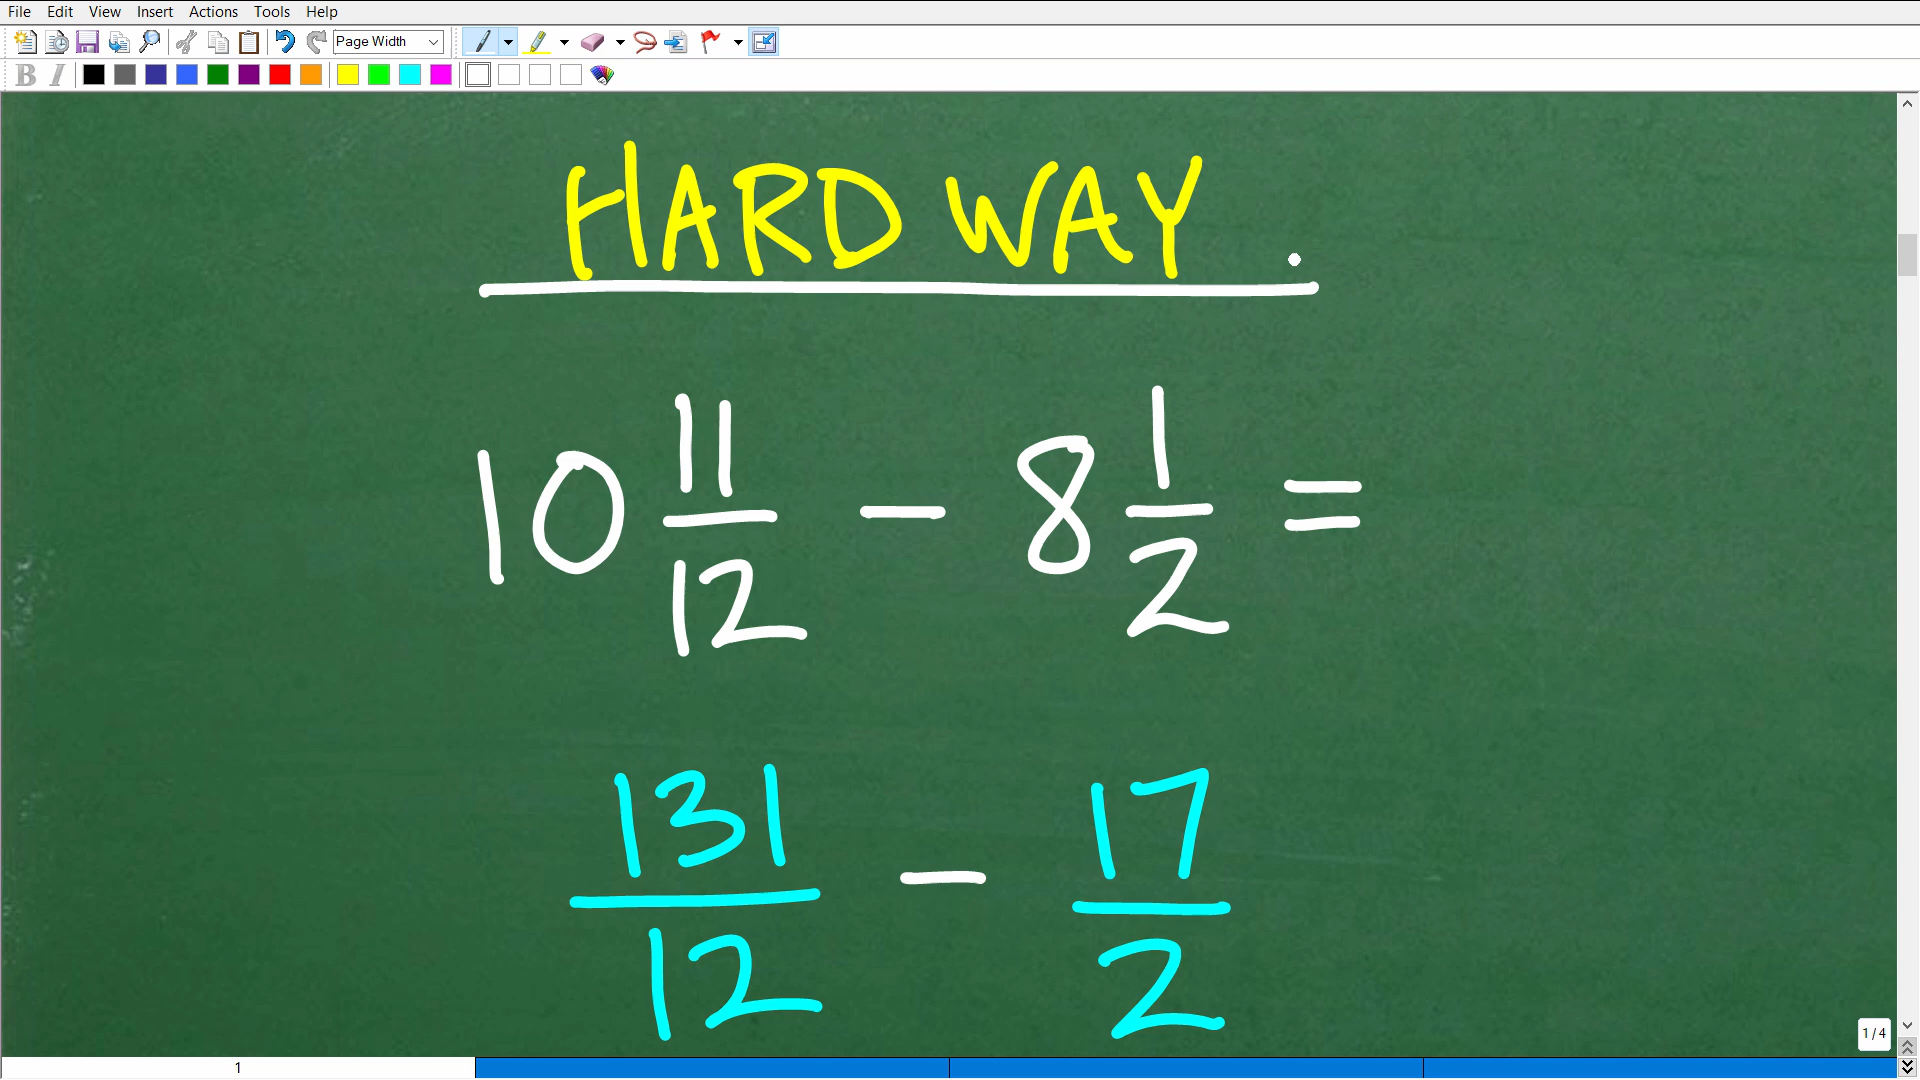 File Edit View Insert Actions Tools Help
Page Width
B I
HARD WAY
10 11/12 - 8 1/2 =
131/12 - 17/2
1 / 4
1